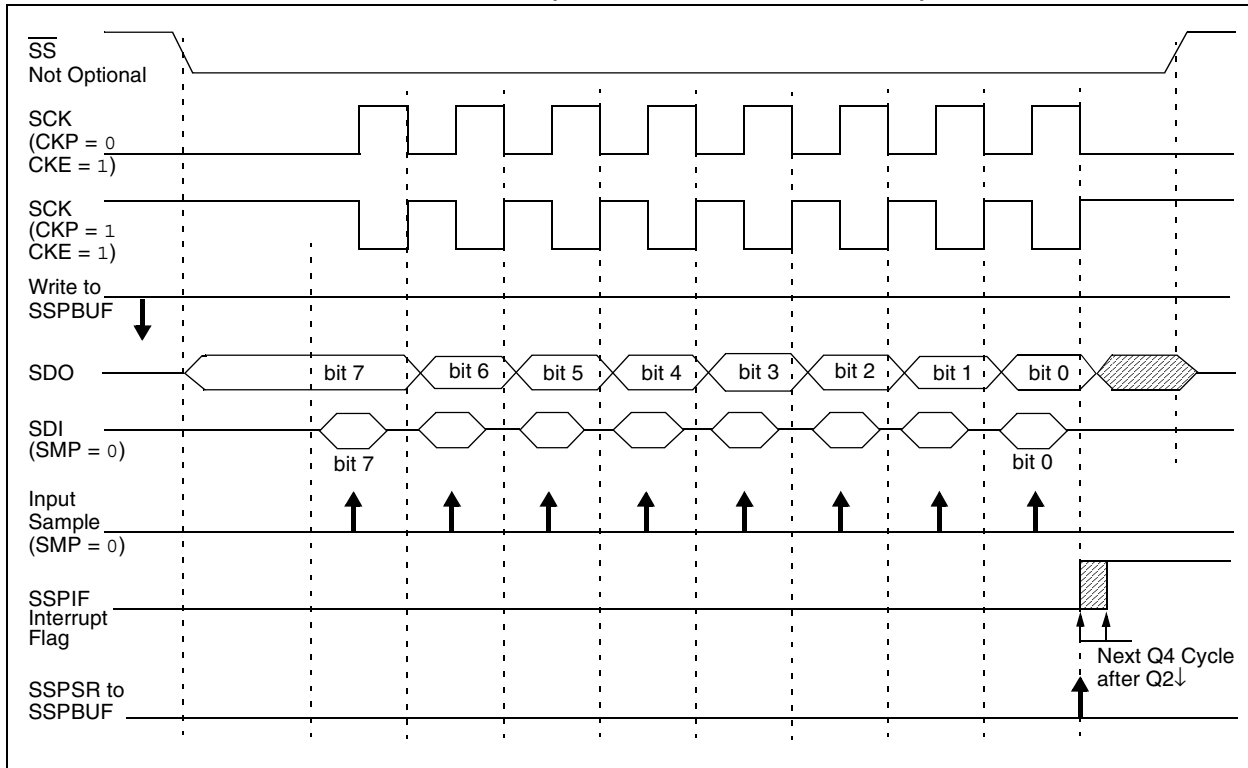 SS
Not Optional
SCK
(CKP = 0
CKE = 1)
SCK
(CKP = 1
CKE = 1)
Write to
SSPBUF
SDO
bit 7 bit 6 bit 5 bit 4 bit 3 bit 2 bit 1 bit 0
SDI
(SMP = 0)
bit 7 bit 0
Input
Sample
(SMP = 0)
SSPIF
Interrupt
Flag
Next Q4 Cycle
after Q2↓
SSPSR to
SSPBUF